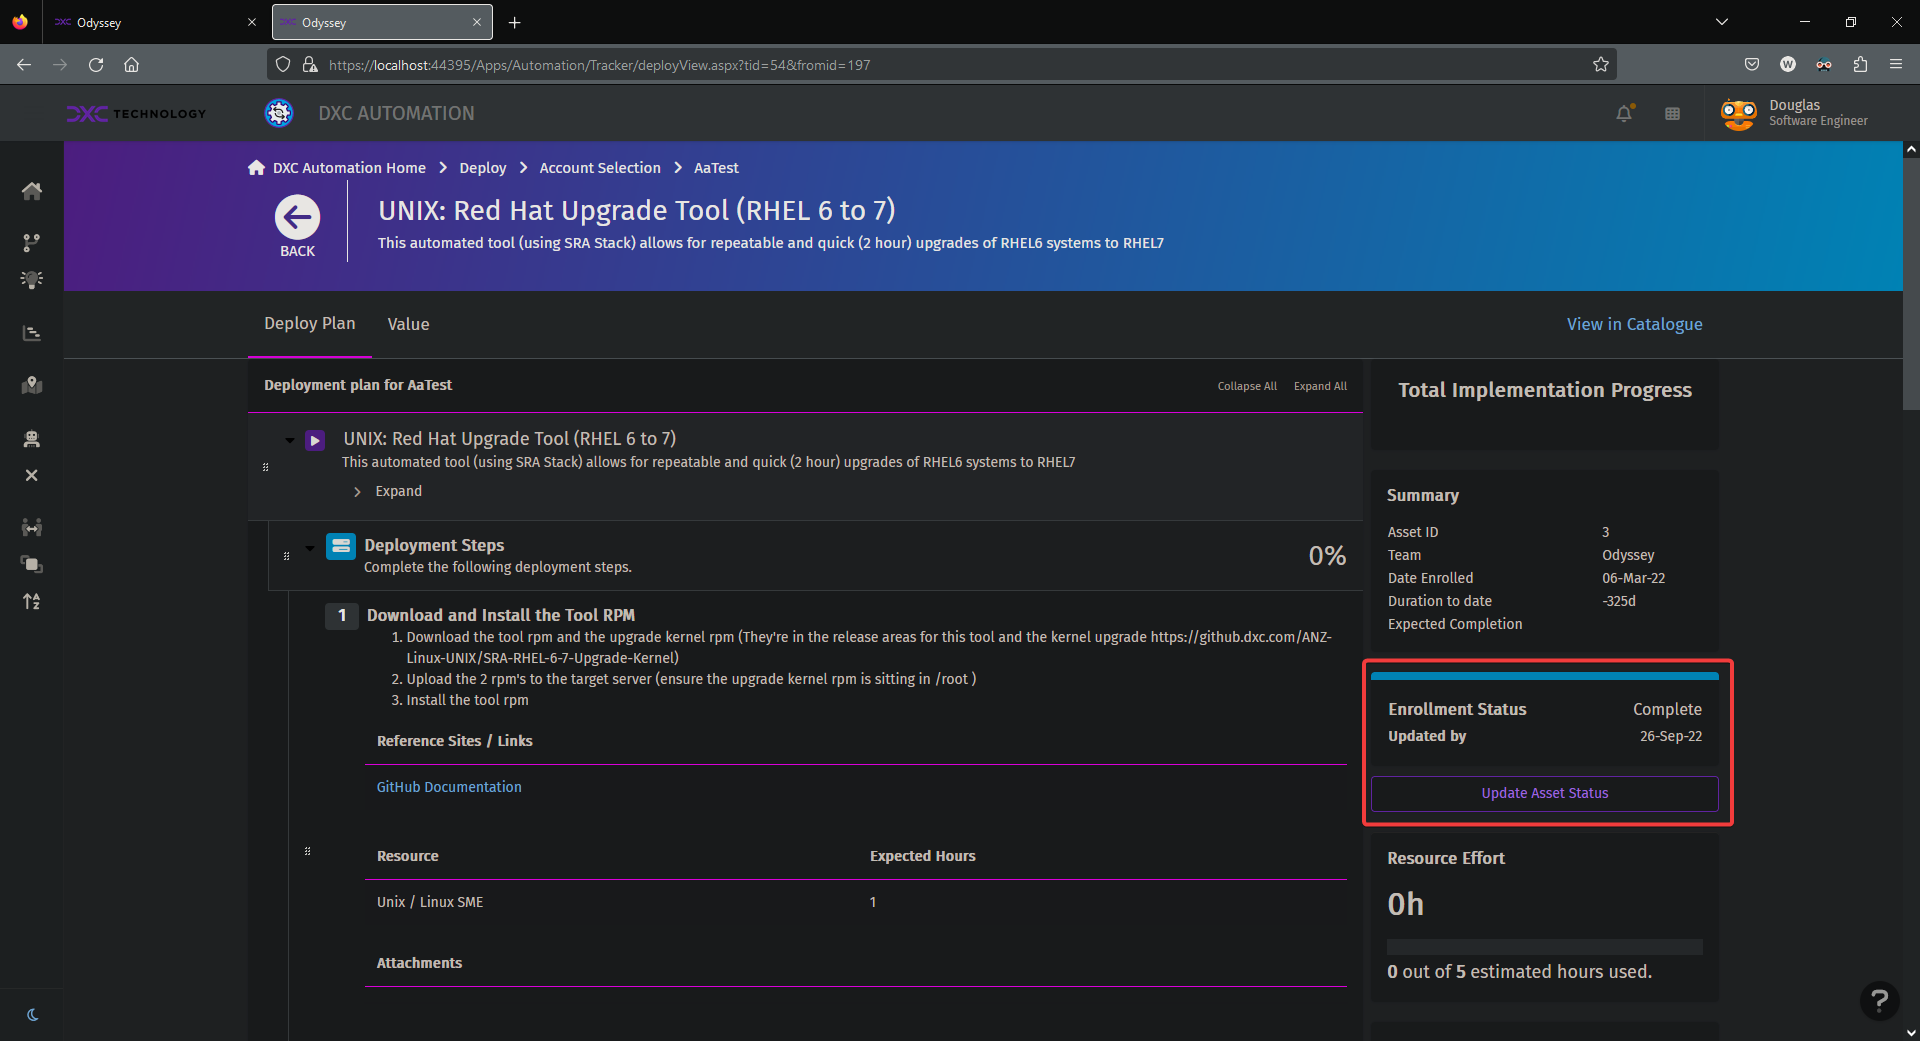 Odyssey
Odyssey
https://localhost:44395/Apps/Automation/Tracker/deployView.aspx?tid=54&fromid=197
W
DXC TECHNOLOGY
DXC AUTOMATION
Douglas
Software Engineer
DXC Automation Home > Deploy > Account Selection > AaTest
BACK
UNIX: Red Hat Upgrade Tool (RHEL 6 to 7)
This automated tool (using SRA Stack) allows for repeatable and quick (2 hour) upgrades of RHEL6 systems to RHEL7
Deploy Plan
Value
View in Catalogue
Deployment plan for AaTest
Collapse All
Expand All
UNIX: Red Hat Upgrade Tool (RHEL 6 to 7)
This automated tool (using SRA Stack) allows for repeatable and quick (2 hour) upgrades of RHEL6 systems to RHEL7
Expand
Deployment Steps
Complete the following deployment steps.
0%
1 Download and Install the Tool RPM
1. Download the tool rpm and the upgrade kernel rpm (They're in the release areas for this tool and the kernel upgrade https://github.dxc.com/ANZ-
Linux-UNIX/SRA-RHEL-6-7-Upgrade-Kernel)
2. Upload the 2 rpm's to the target server (ensure the upgrade kernel rpm is sitting in /root )
3. Install the tool rpm
Reference Sites / Links
GitHub Documentation
Resource Expected Hours
Unix / Linux SME 1
Attachments
Total Implementation Progress
Summary
Asset ID 3
Team Odyssey
Date Enrolled 06-Mar-22
Duration to date -325d
Expected Completion
Enrollment Status Complete
Updated by 26-Sep-22
Update Asset Status
Resource Effort
0h
0 out of 5 estimated hours used.
?